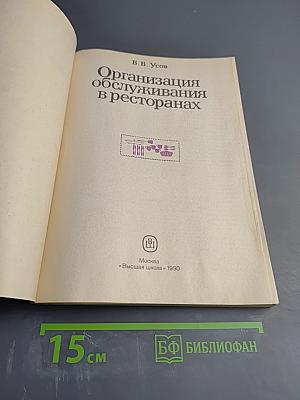 В. В. Усов
Организация
обслуживания
в ресторанах
Москва
«Высшая школа» 1990
15 см
БФ БИБЛИОФАН